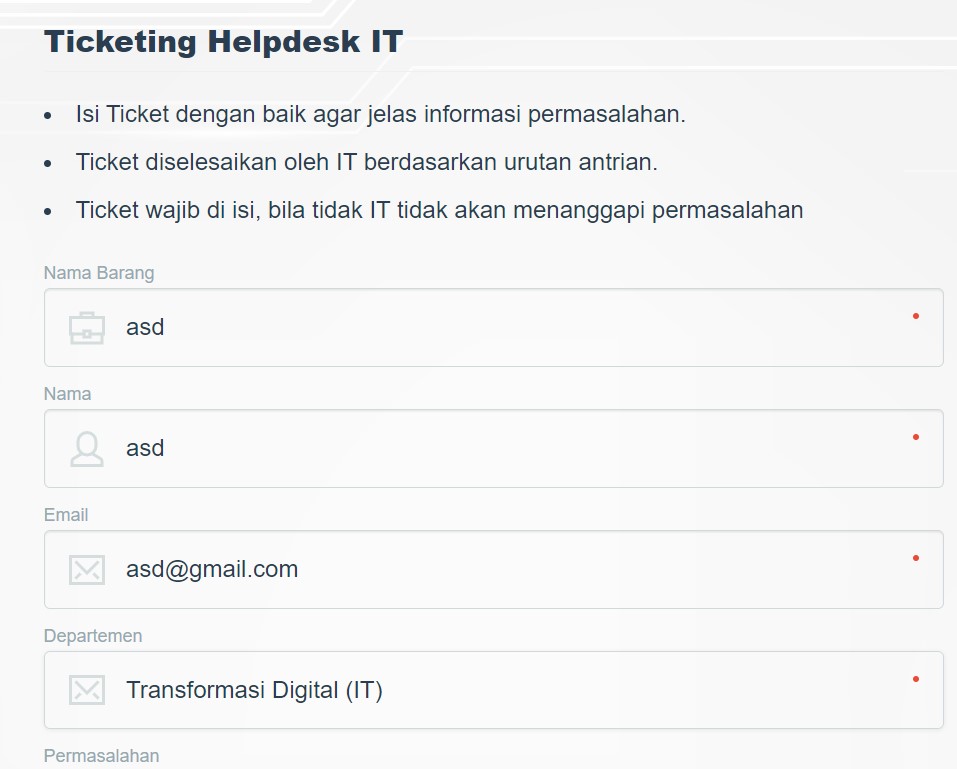 Ticketing Helpdesk IT
• Isi Ticket dengan baik agar jelas informasi permasalahan.
• Ticket diselesaikan oleh IT berdasarkan urutan antrian.
• Ticket wajib di isi, bila tidak IT tidak akan menanggapi permasalahan
Nama Barang
asd
Nama
asd
Email
asd@gmail.com
Departemen
Transformasi Digital (IT)
Permasalahan